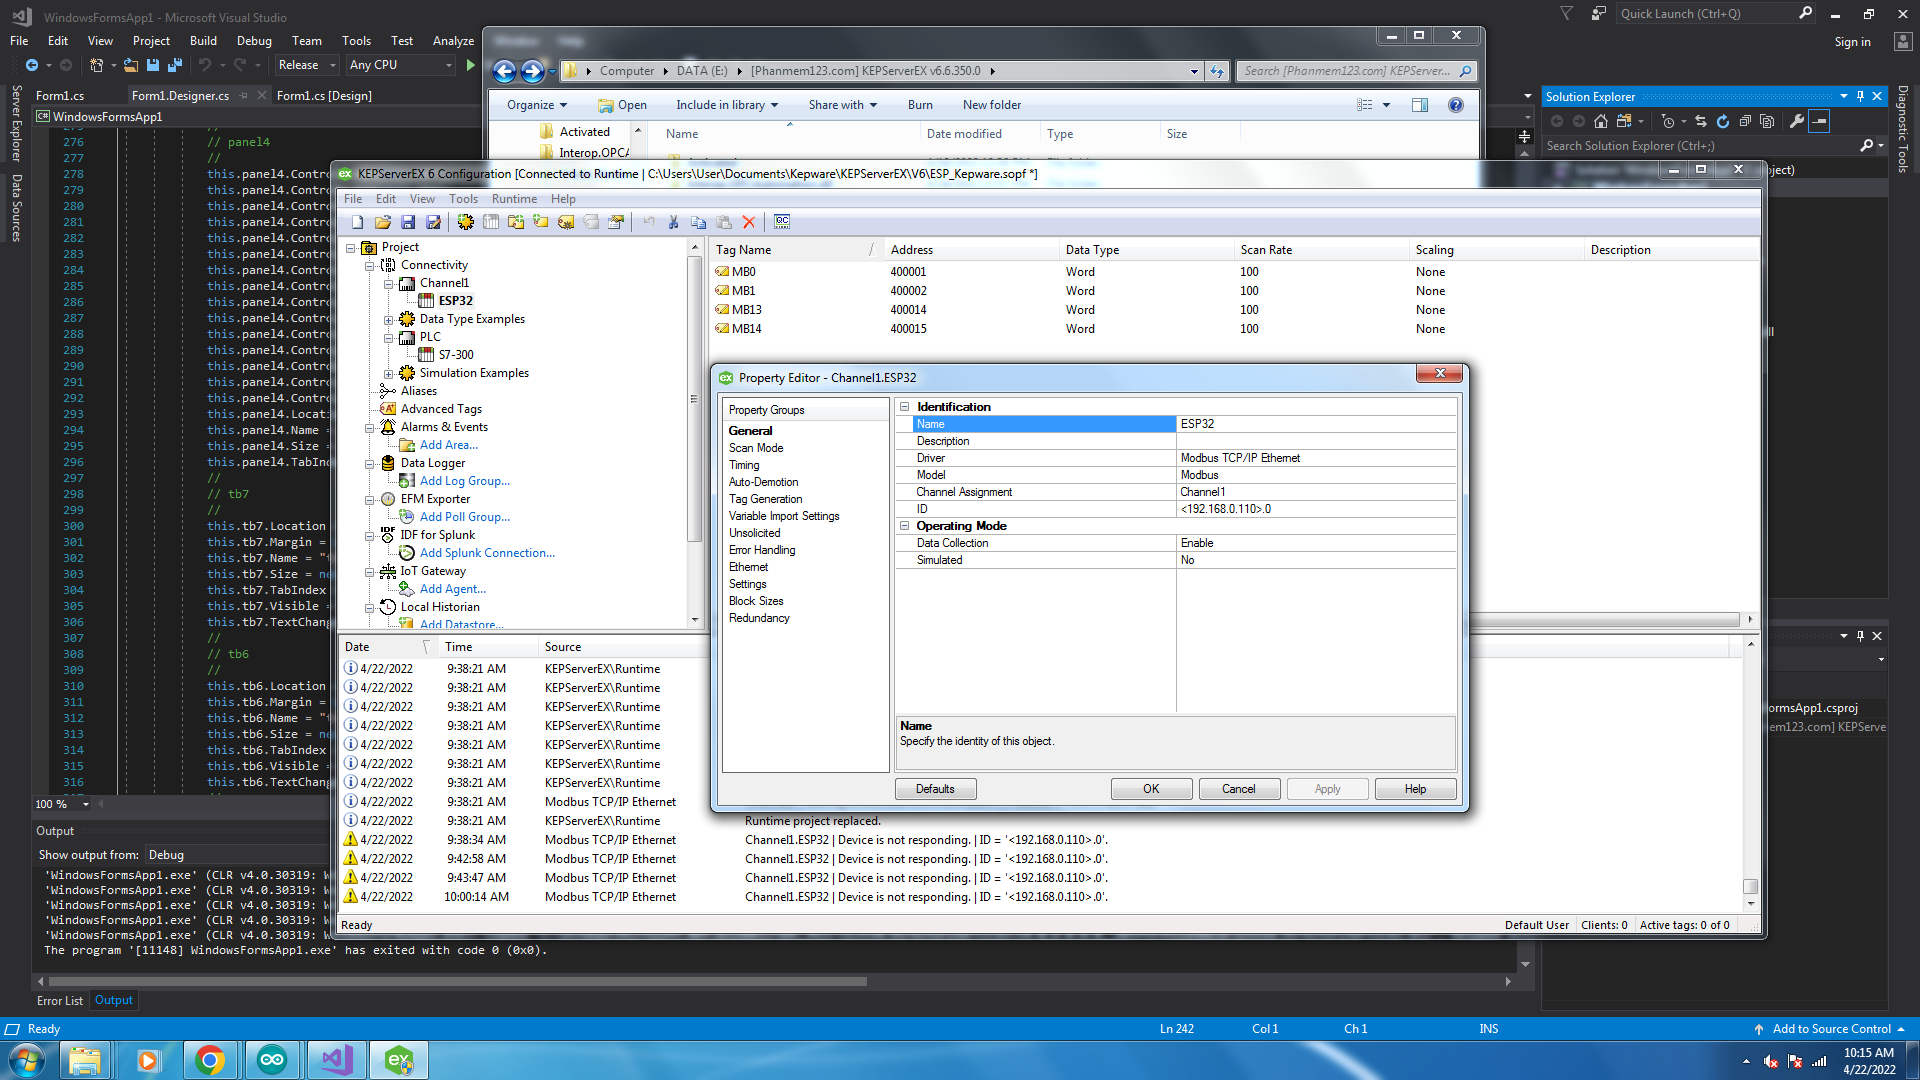 WindowsFormsApp1 - Microsoft Visual Studio
Quick Launch (Ctrl+Q)
File Edit View Project Build Debug Team Tools Test Analyze
Window Help
Sign in
Release Any CPU
Computer DATA (E:) [Phanmem123.com] KEPServerEX v6.6.350.0
Search [Phanmem123.com] KEPServer...
Form1.cs Form1.Designer.cs Form1.cs [Design]
Organize Open Include in library Share with Burn New folder
Solution Explorer
WindowsFormsApp1
Server Explorer
Data Sources
Diagnostic Tools
Activated
Interop.OPCA
Name Date modified Type Size
Search Solution Explorer (Ctrl+;)
276 // panel4
277 //
278 this.panel4.Contro
279 this.panel4.Contro
280 this.panel4.Contro
281 this.panel4.Contro
282 this.panel4.Contro
283 this.panel4.Contro
284 this.panel4.Contro
285 this.panel4.Contro
286 this.panel4.Contro
287 this.panel4.Contro
288 this.panel4.Contro
289 this.panel4.Contro
290 this.panel4.Contro
291 this.panel4.Contro
292 this.panel4.Contro
293 this.panel4.Locati
294 this.panel4.Name =
295 this.panel4.Size =
296 this.panel4.TabInd
297 //
298 // tb7
299 //
300 this.tb7.Location
301 this.tb7.Margin =
302 this.tb7.Name = "t
303 this.tb7.Size = ne
304 this.tb7.TabIndex
305 this.tb7.Visible =
306 this.tb7.TextChang
307 //
308 // tb6
309 //
310 this.tb6.Location
311 this.tb6.Margin =
312 this.tb6.Name = "t
313 this.tb6.Size = ne
314 this.tb6.TabIndex
315 this.tb6.Visible =
316 this.tb6.TextChang
100 %
KEPServerEX 6 Configuration [Connected to Runtime | C:\Users\User\Documents\Kepware\KEPServerEX\V6\ESP_Kepware.sopf *]
File Edit View Tools Runtime Help
Project
Connectivity
Channel1
ESP32
Data Type Examples
PLC
S7-300
Simulation Examples
Aliases
Advanced Tags
Alarms & Events
Add Area...
Data Logger
Add Log Group...
EFM Exporter
Add Poll Group...
IDF for Splunk
Add Splunk Connection...
IoT Gateway
Add Agent...
Local Historian
Add Datastore...
Tag Name Address Data Type Scan Rate Scaling Description
MB0 400001 Word 100 None
MB1 400002 Word 100 None
MB13 400014 Word 100 None
MB14 400015 Word 100 None
Property Editor - Channel1.ESP32
Property Groups
General
Scan Mode
Timing
Auto-Demotion
Tag Generation
Variable Import Settings
Unsolicited
Error Handling
Ethernet
Settings
Block Sizes
Redundancy
Identification
Name ESP32
Description
Driver Modbus TCP/IP Ethernet
Model Modbus
Channel Assignment Channel1
ID <192.168.0.110>.0
Operating Mode
Data Collection Enable
Simulated No
Name
Specify the identity of this object.
Defaults OK Cancel Apply Help
Date Time Source
4/22/2022 9:38:21 AM KEPServerEX\Runtime
4/22/2022 9:38:21 AM KEPServerEX\Runtime
4/22/2022 9:38:21 AM KEPServerEX\Runtime
4/22/2022 9:38:21 AM KEPServerEX\Runtime
4/22/2022 9:38:21 AM KEPServerEX\Runtime
4/22/2022 9:38:21 AM KEPServerEX\Runtime
4/22/2022 9:38:21 AM KEPServerEX\Runtime
4/22/2022 9:38:21 AM Modbus TCP/IP Ethernet
4/22/2022 9:38:21 AM KEPServerEX\Runtime Runtime project replaced.
4/22/2022 9:38:34 AM Modbus TCP/IP Ethernet Channel1.ESP32 | Device is not responding. | ID = '<192.168.0.110>.0'.
4/22/2022 9:42:58 AM Modbus TCP/IP Ethernet Channel1.ESP32 | Device is not responding. | ID = '<192.168.0.110>.0'.
4/22/2022 9:43:47 AM Modbus TCP/IP Ethernet Channel1.ESP32 | Device is not responding. | ID = '<192.168.0.110>.0'.
4/22/2022 10:00:14 AM Modbus TCP/IP Ethernet Channel1.ESP32 | Device is not responding. | ID = '<192.168.0.110>.0'.
Ready Default User Clients: 0 Active tags: 0 of 0
ject)
ll
ormsApp1.csproj
em123.com] KEPServe
Output
Show output from: Debug
'WindowsFormsApp1.exe' (CLR v4.0.30319: W
'WindowsFormsApp1.exe' (CLR v4.0.30319: W
'WindowsFormsApp1.exe' (CLR v4.0.30319: W
'WindowsFormsApp1.exe' (CLR v4.0.30319: W
'WindowsFormsApp1.exe' (CLR v4.0.30319: W
The program '[11148] WindowsFormsApp1.exe' has exited with code 0 (0x0).
Error List Output
Ready Ln 242 Col 1 Ch 1 INS Add to Source Control
10:15 AM
4/22/2022